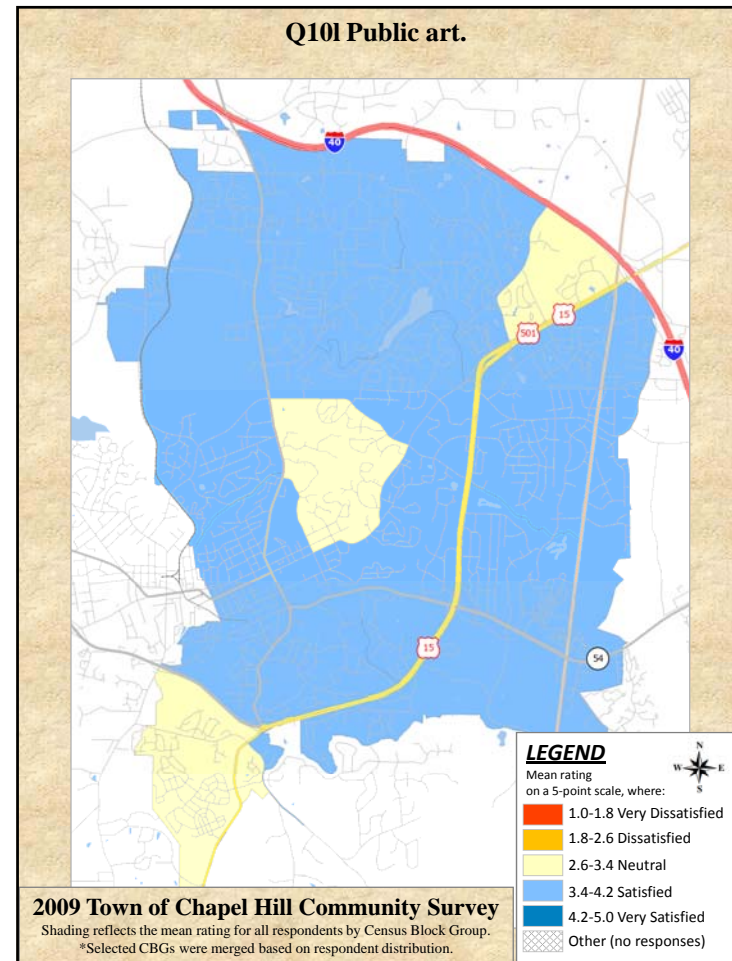 Q10l Public art.
40
15
501
40
15
54
LEGEND
Mean rating
on a 5-point scale, where:
N
W E
S
1.0-1.8 Very Dissatisfied
1.8-2.6 Dissatisfied
2.6-3.4 Neutral
3.4-4.2 Satisfied
4.2-5.0 Very Satisfied
Other (no responses)
2009 Town of Chapel Hill Community Survey
Shading reflects the mean rating for all respondents by Census Block Group.
*Selected CBGs were merged based on respondent distribution.